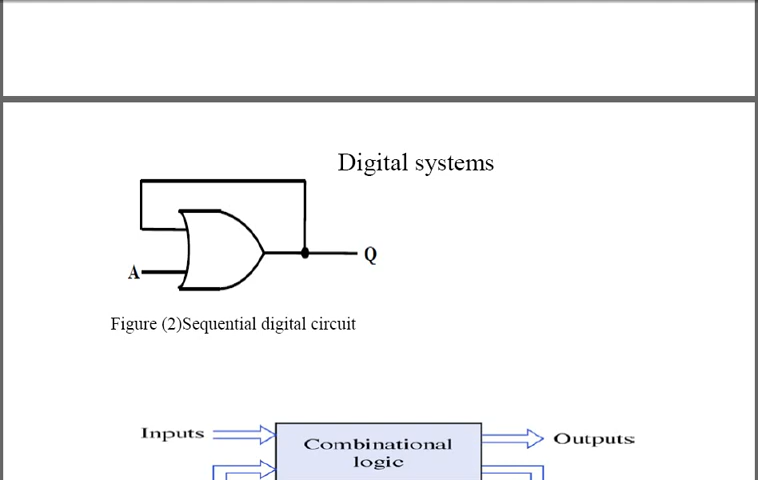 Digital systems
Q
A
Figure (2)Sequential digital circuit
Inputs
Combinational
logic
Outputs